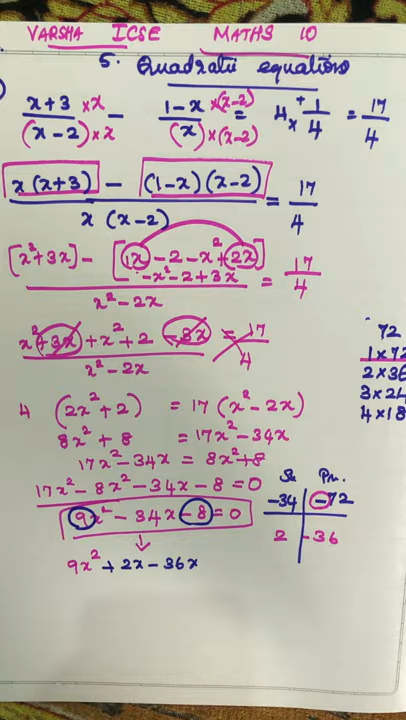 VARSHA ICSE MATHS 10
5. Quadratic equations
(x+3 ×x)/((x-2) ×x) - (1-x ×(x-2))/((x) ×(x-2)) = 4 × + 1/4 = 17/4
(x(x+3) - (1-x)(x-2))/(x(x-2)) = 17/4
([x²+3x] - [1x-2-x²+2x])/(x²-2x) = 17/4
-x²-2+3x
(x²+3x+x²+2-3x)/(x²-2x) = 17/4
4(2x²+2) = 17(x²-2x)
8x²+8 = 17x²-34x
17x²-34x = 8x²+8
17x²-8x²-34x-8=0
9x²-34x-8=0
9x²+2x-36x
72
1×72
2×36
3×24
4×18
Su Pru.
-34 -72
2 -36